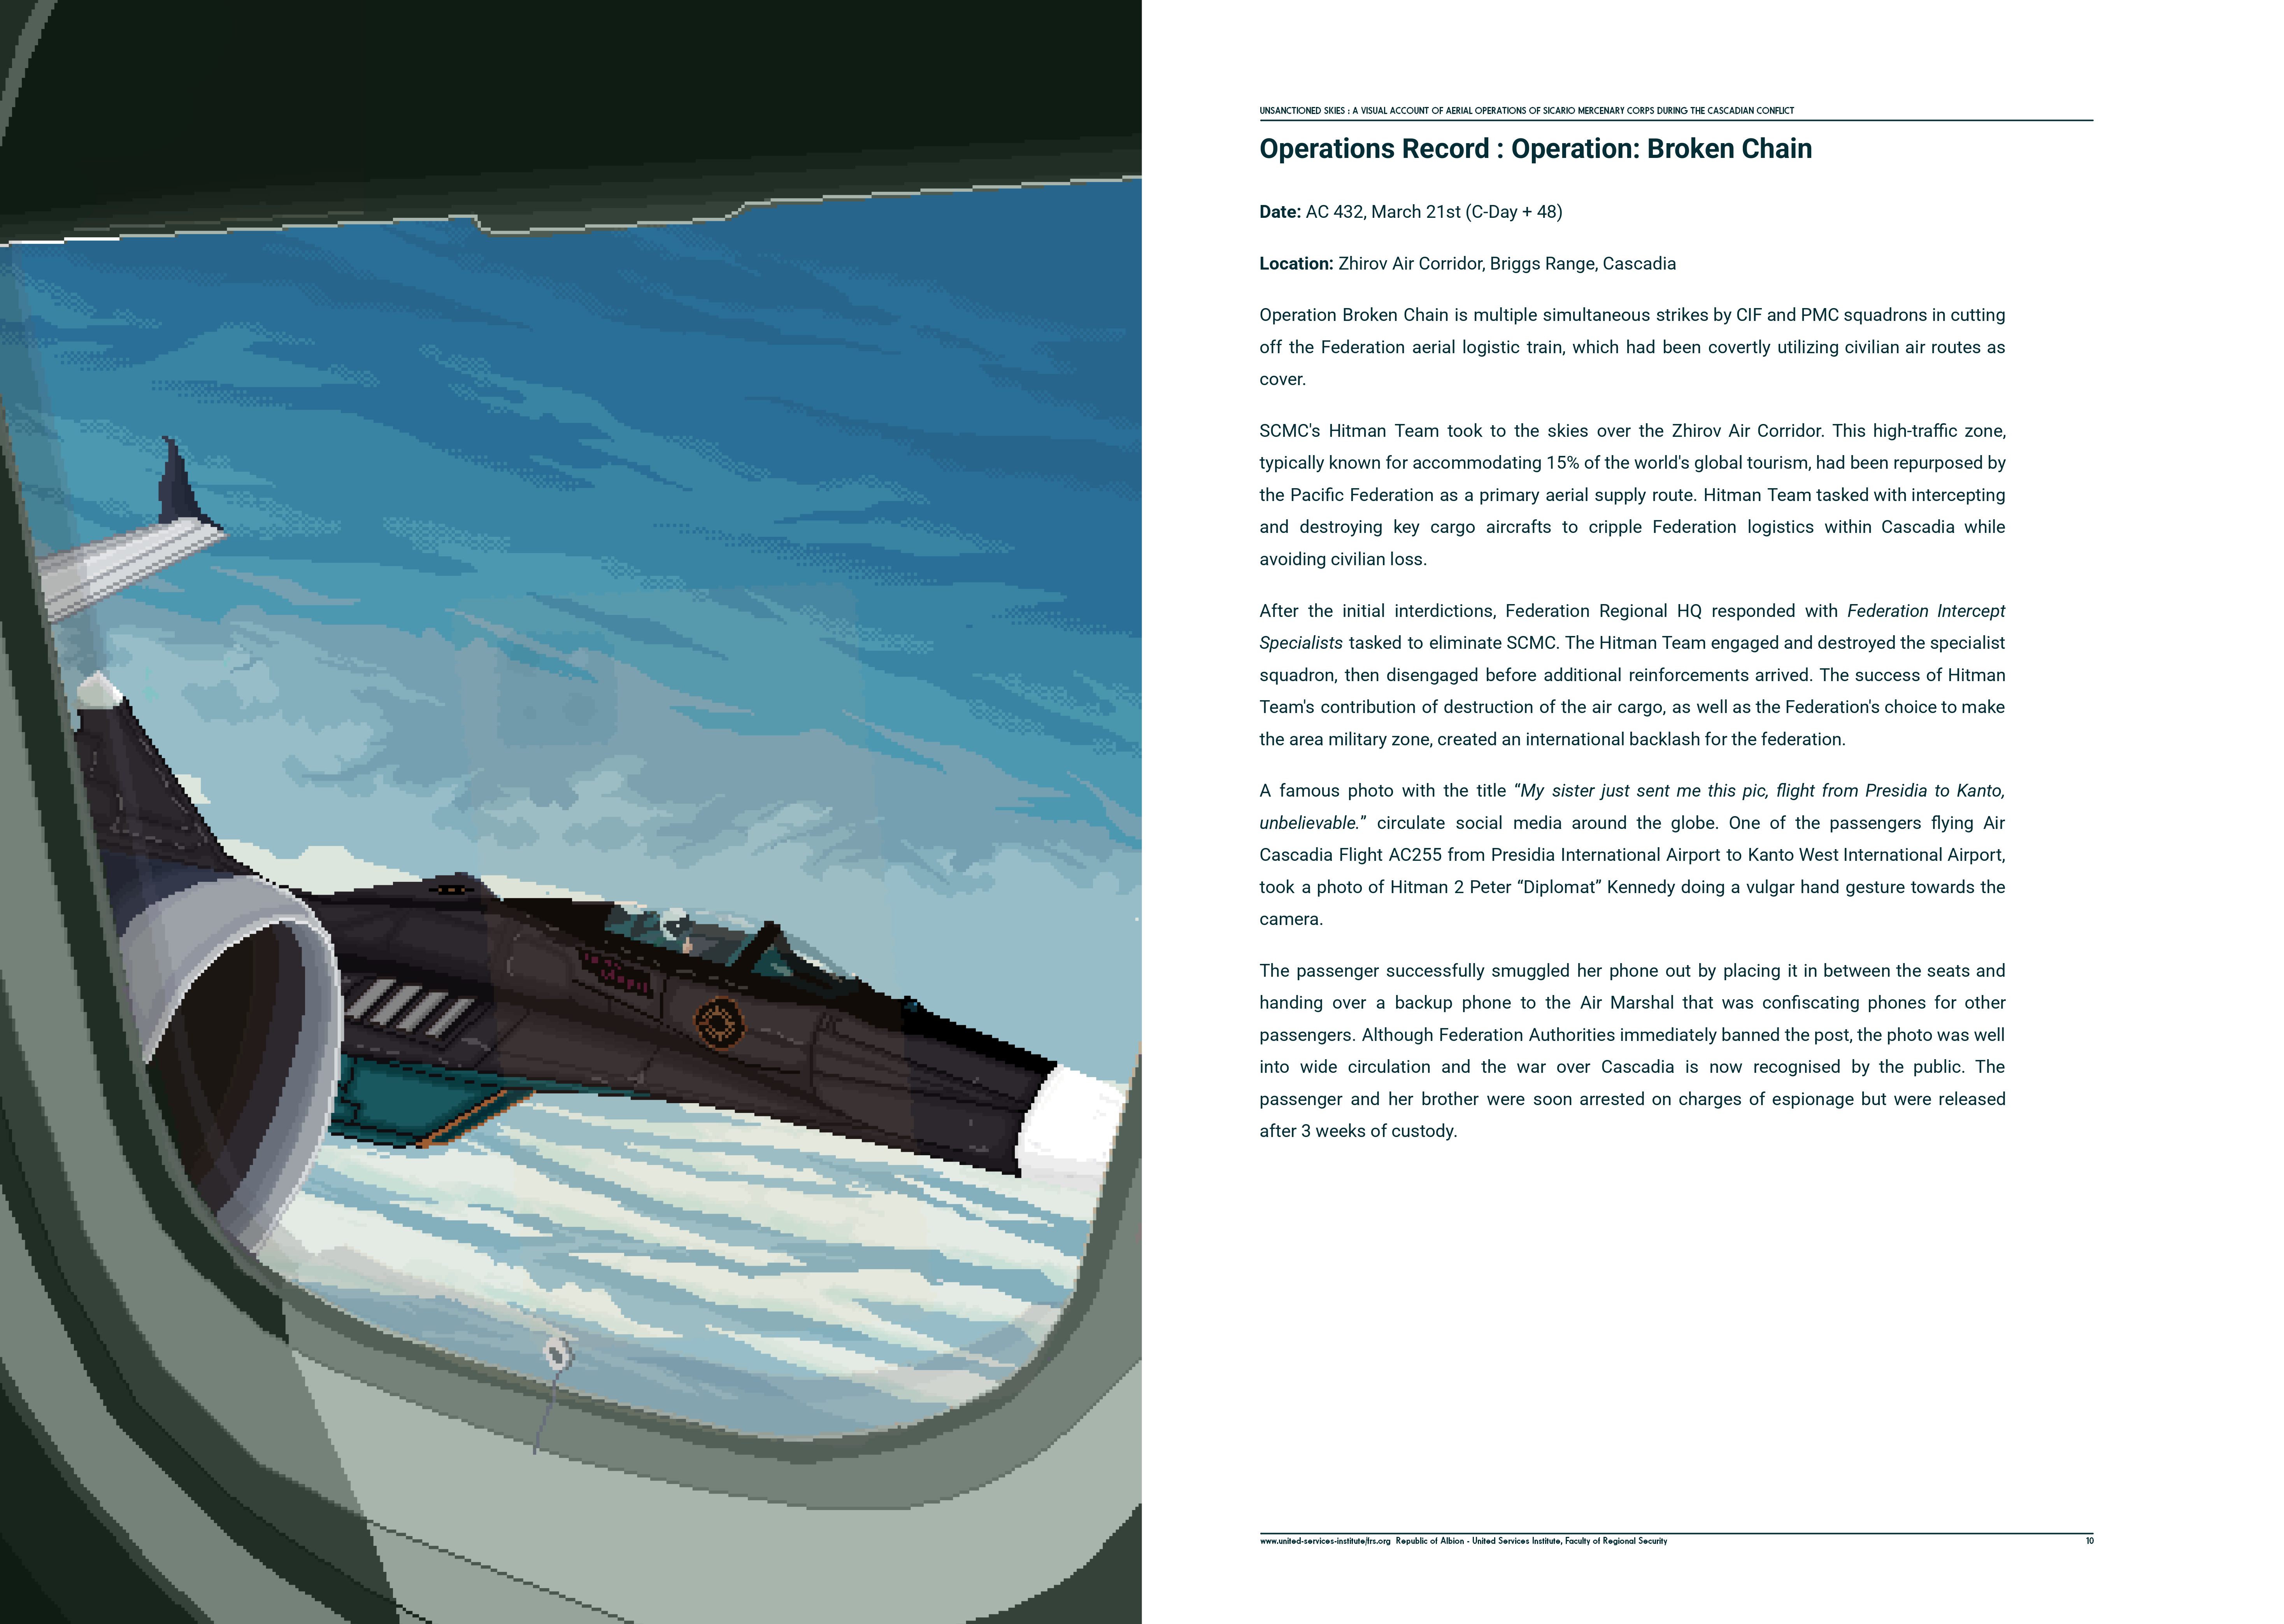 UNSANCTIONED SKIES : A VISUAL ACCOUNT OF AERIAL OPERATIONS OF SICARIO MERCENARY CORPS DURING THE CASCADIAN CONFLICT
Operations Record : Operation: Broken Chain
Date: AC 432, March 21st (C-Day + 48)
Location: Zhirov Air Corridor, Briggs Range, Cascadia
Operation Broken Chain is multiple simultaneous strikes by CIF and PMC squadrons in cutting
off the Federation aerial logistic train, which had been covertly utilizing civilian air routes as
cover.
SCMC's Hitman Team took to the skies over the Zhirov Air Corridor. This high-traffic zone,
typically known for accommodating 15% of the world's global tourism, had been repurposed by
the Pacific Federation as a primary aerial supply route. Hitman Team tasked with intercepting
and destroying key cargo aircrafts to cripple Federation logistics within Cascadia while
avoiding civilian loss.
After the initial interdictions, Federation Regional HQ responded with Federation Intercept
Specialists tasked to eliminate SCMC. The Hitman Team engaged and destroyed the specialist
squadron, then disengaged before additional reinforcements arrived. The success of Hitman
Team's contribution of destruction of the air cargo, as well as the Federation's choice to make
the area military zone, created an international backlash for the federation.
A famous photo with the title “My sister just sent me this pic, flight from Presidia to Kanto,
unbelievable.” circulate social media around the globe. One of the passengers flying Air
Cascadia Flight AC255 from Presidia International Airport to Kanto West International Airport,
took a photo of Hitman 2 Peter “Diplomat” Kennedy doing a vulgar hand gesture towards the
camera.
The passenger successfully smuggled her phone out by placing it in between the seats and
handing over a backup phone to the Air Marshal that was confiscating phones for other
passengers. Although Federation Authorities immediately banned the post, the photo was well
into wide circulation and the war over Cascadia is now recognised by the public. The
passenger and her brother were soon arrested on charges of espionage but were released
after 3 weeks of custody.
www.united-services-institute/frs.org Republic of Albion - United Services Institute, Faculty of Regional Security
10